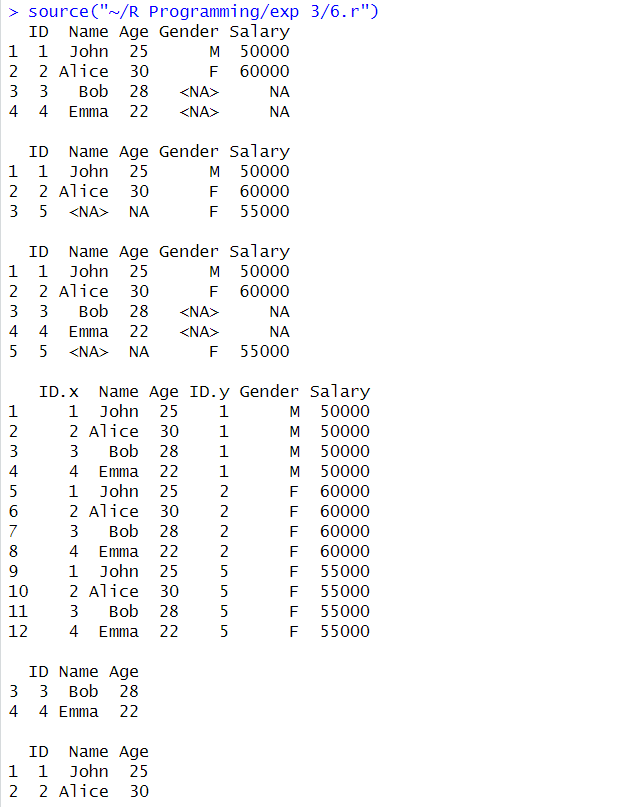 > source("~/R Programming/exp 3/6.r")
  ID  Name Age Gender Salary
1  1  John  25      M  50000
2  2 Alice  30      F  60000
3  3   Bob  28   <NA>     NA
4  4  Emma  22   <NA>     NA

  ID  Name Age Gender Salary
1  1  John  25      M  50000
2  2 Alice  30      F  60000
3  5  <NA>  NA      F  55000

  ID  Name Age Gender Salary
1  1  John  25      M  50000
2  2 Alice  30      F  60000
3  3   Bob  28   <NA>     NA
4  4  Emma  22   <NA>     NA
5  5  <NA>  NA      F  55000

   ID.x  Name Age ID.y Gender Salary
1     1  John  25    1      M  50000
2     2 Alice  30    1      M  50000
3     3   Bob  28    1      M  50000
4     4  Emma  22    1      M  50000
5     1  John  25    2      F  60000
6     2 Alice  30    2      F  60000
7     3   Bob  28    2      F  60000
8     4  Emma  22    2      F  60000
9     1  John  25    5      F  55000
10    2 Alice  30    5      F  55000
11    3   Bob  28    5      F  55000
12    4  Emma  22    5      F  55000

  ID Name Age
3  3  Bob  28
4  4 Emma  22

  ID  Name Age
1  1  John  25
2  2 Alice  30